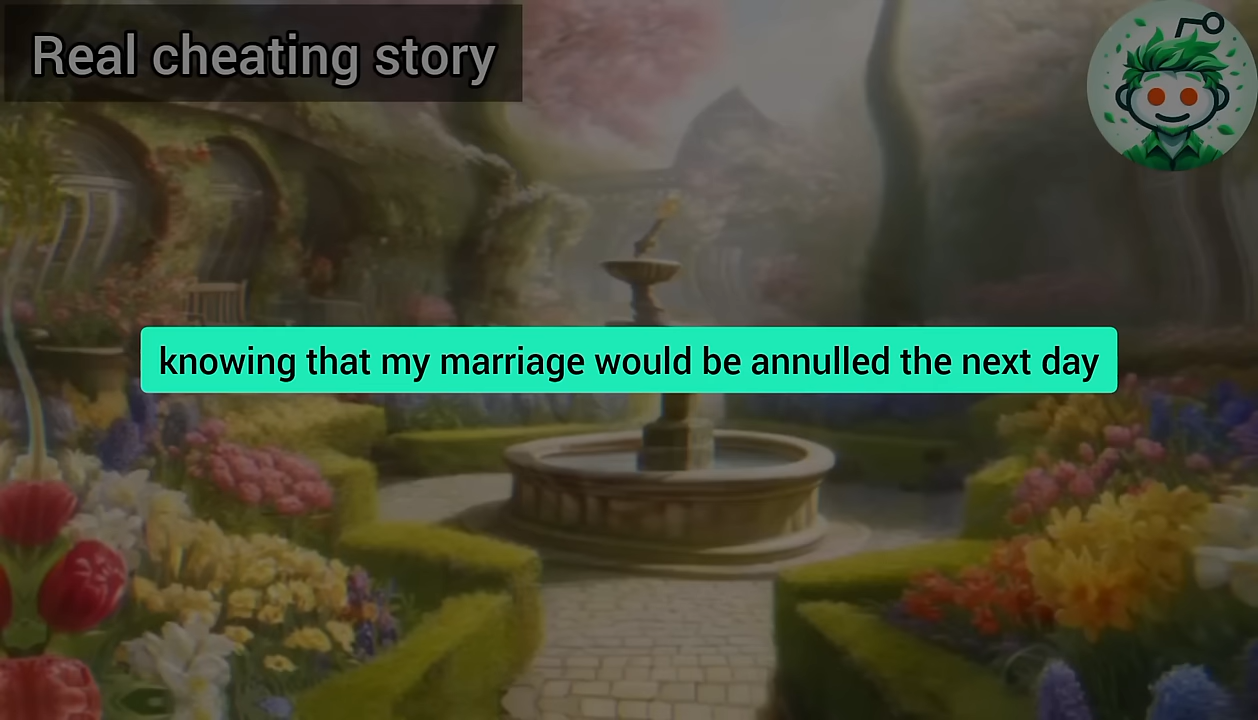 Real cheating story
knowing that my marriage would be annulled the next day